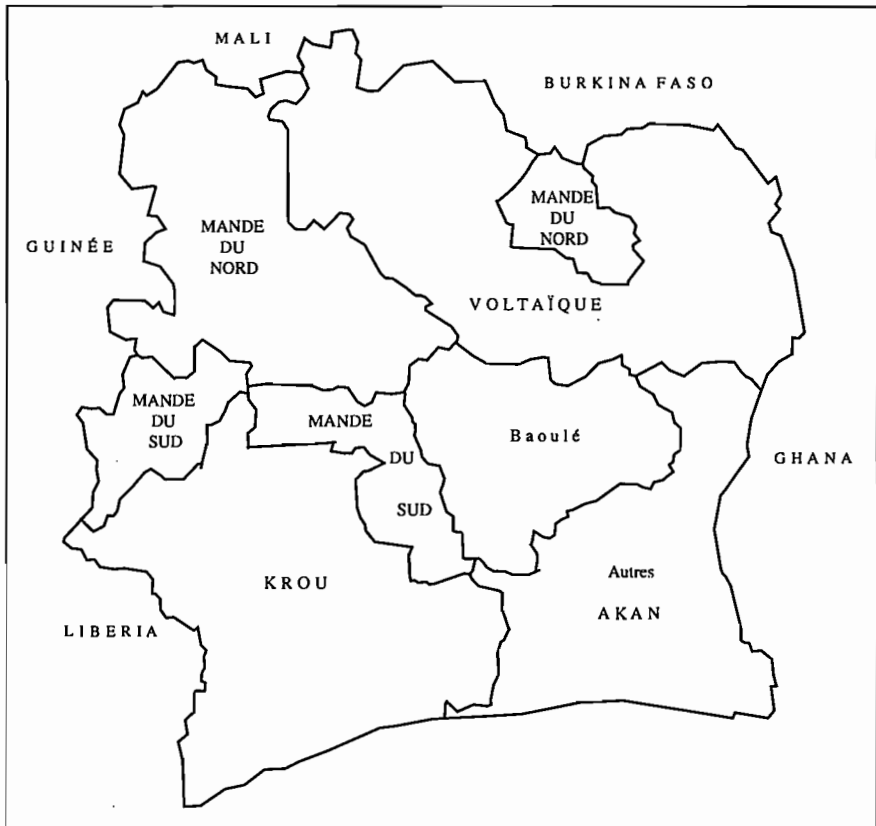 MALI
BURKINA FASO
MANDE
DU
NORD
GUINÉE
MANDE
DU
NORD
VOLTAÏQUE
MANDE
DU
SUD
MANDE
DU
SUD
Baoulé
GHANA
Autres
AKAN
KROU
LIBERIA